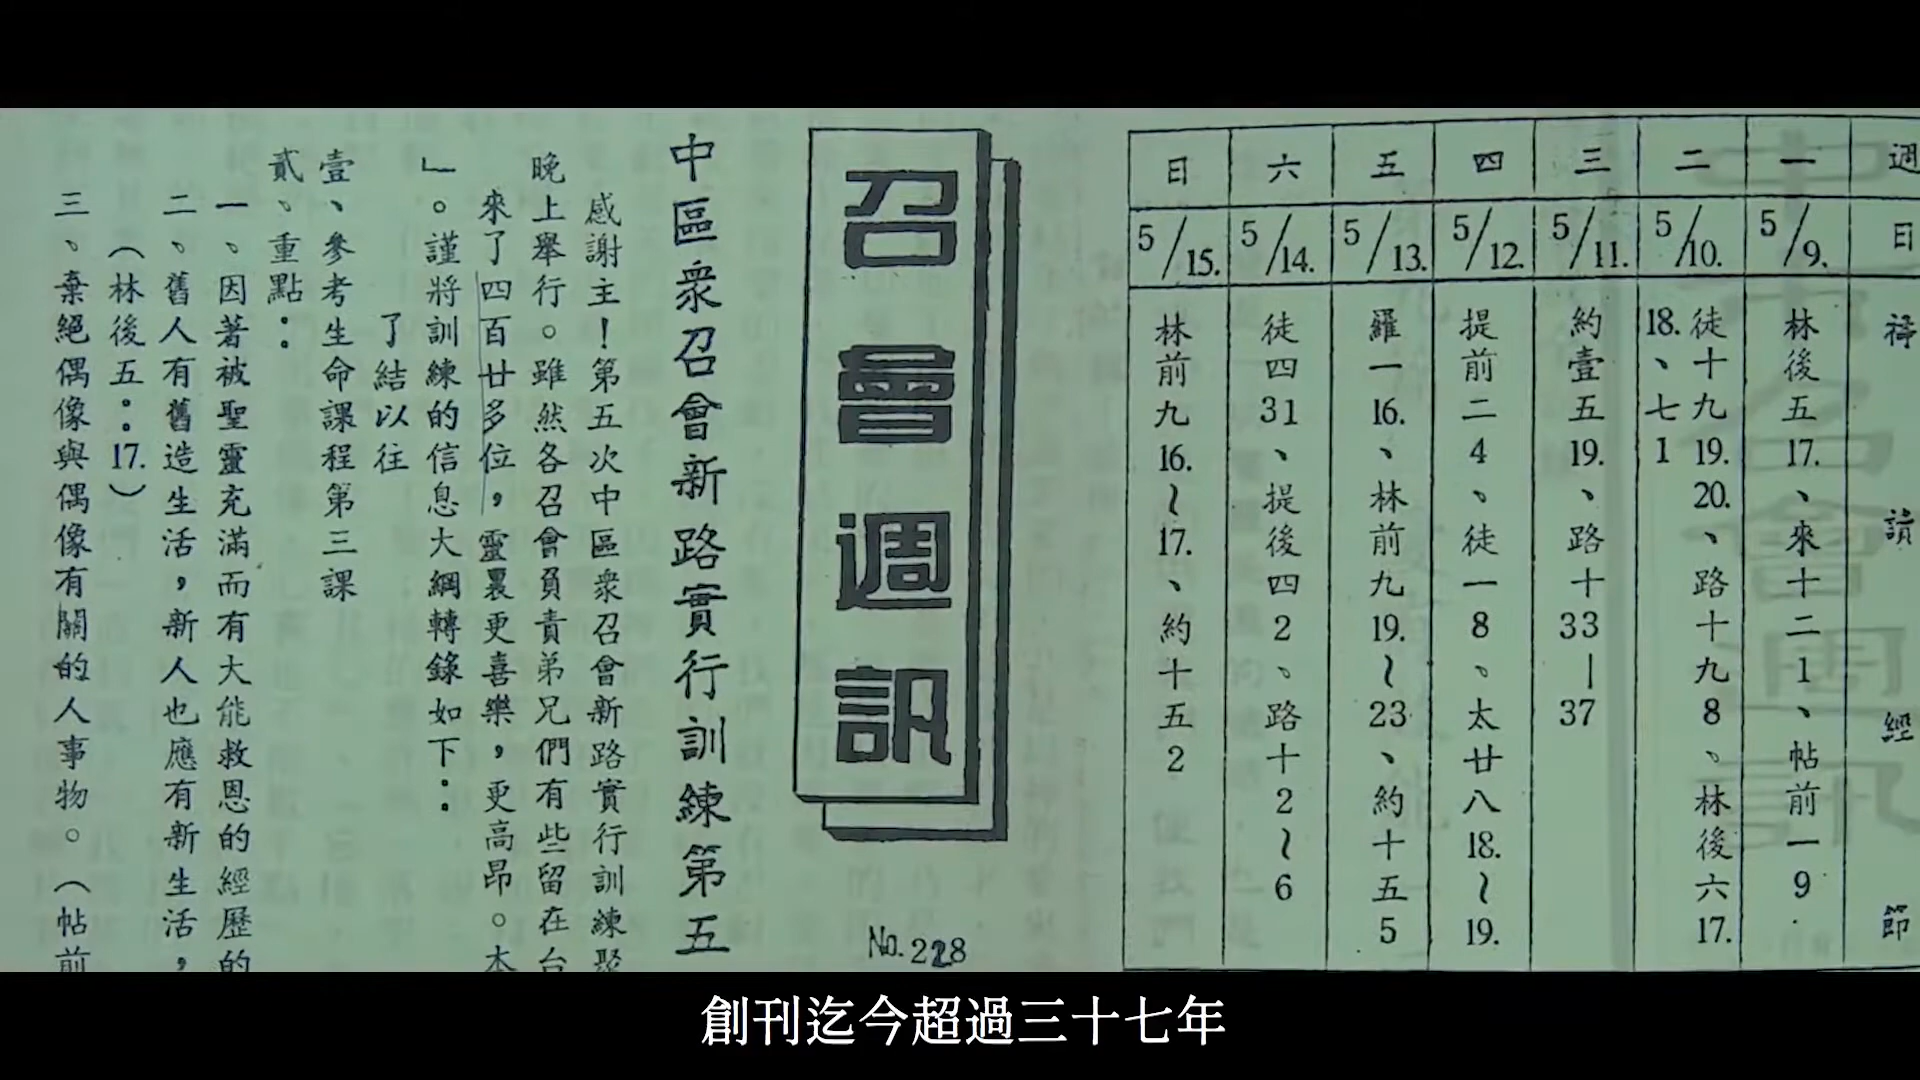 週 一 二 三 四 五 六 日
日 5/9. 5/10. 5/11. 5/12. 5/13. 5/14. 5/15.
禱讀經節
林後五17.、來十二1、帖前一9.
徒十九19.20.、路十九8、林後六17.
18.、七1
約壹五19.、路十33—37
提前二4、徒一8、太廿八18.~19.
羅一16.、林前九19.~23、約十五5
徒四31、提後四2、路十2~6
林前九16.~17.、約十五2
召會週訊
No.228
中區眾召會新路實行訓練第五
感謝主！第五次中區眾召會新路實行訓練聚
晚上舉行。雖然各召會負責弟兄們有些留在台
來了四百廿多位，靈裏更喜樂，更高昂。本
」。謹將訓練的信息大綱轉錄如下：
了結以往
壹、參考生命課程第三課
貳、重點：
一、因著被聖靈充滿而有大能救恩的經歷的
二、舊人有舊造生活，新人也應有新生活，
（林後五：17.）
三、棄絕偶像與偶像有關的人事物。（帖前
創刊迄今超過三十七年